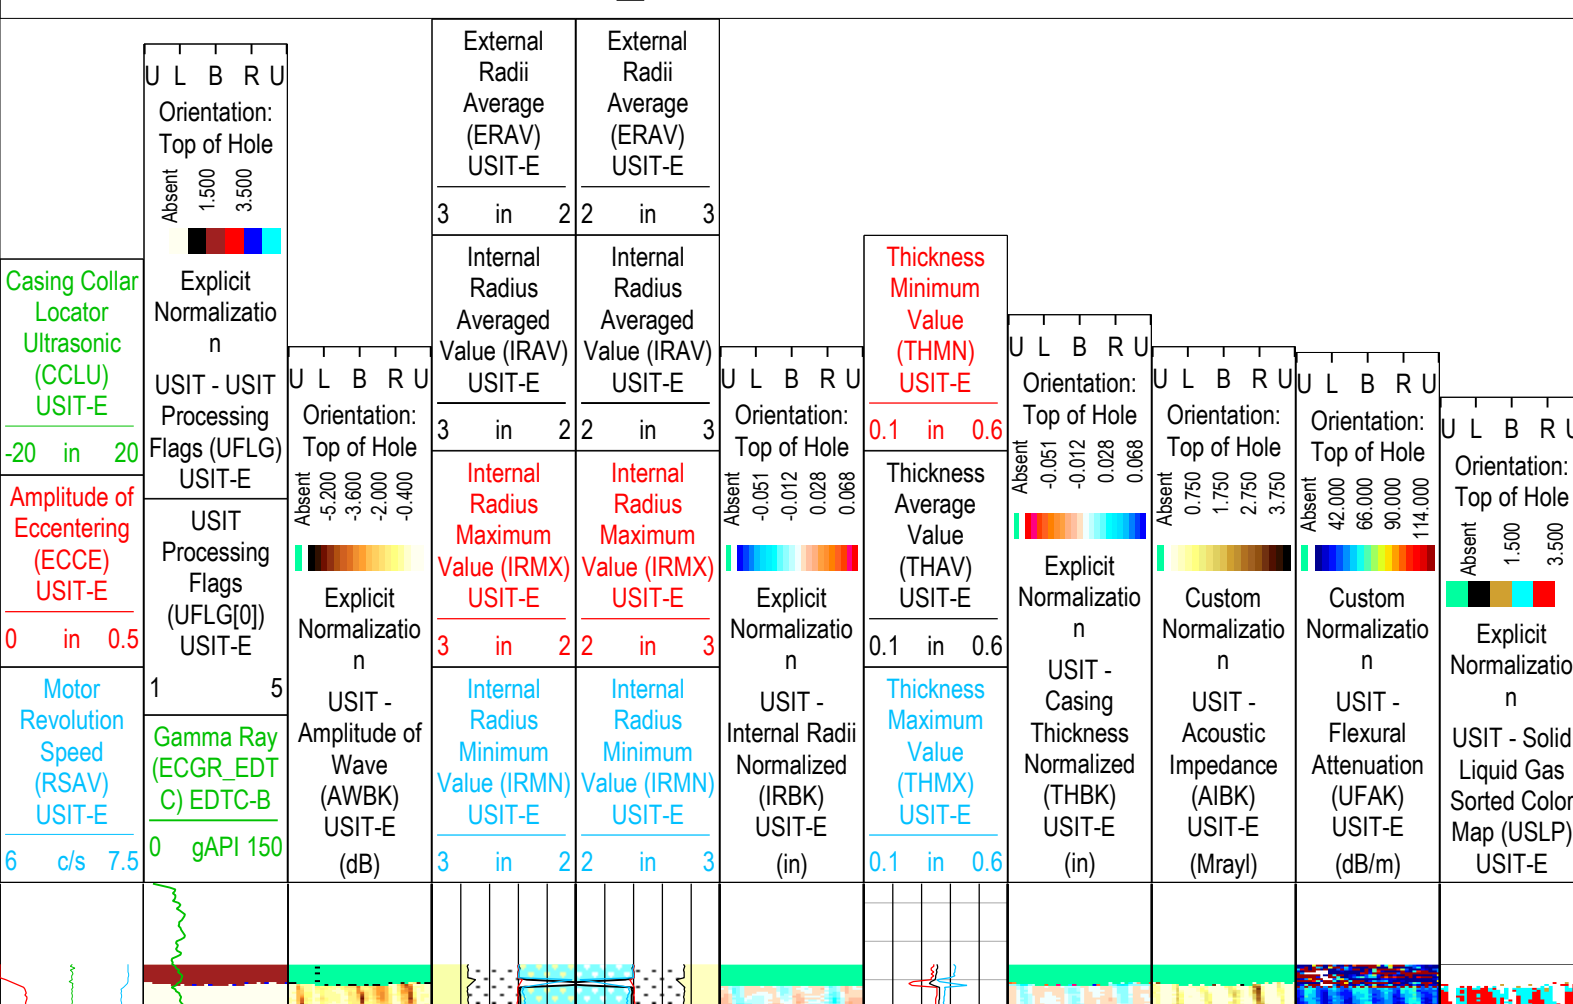 Casing Collar
Locator
Ultrasonic
(CCLU)
USIT-E
-20 in 20
Amplitude of
Eccentering
(ECCE)
USIT-E
0 in 0.5
Motor
Revolution
Speed
(RSAV)
USIT-E
6 c/s 7.5
U L B R U
Orientation:
Top of Hole
Absent
1.500
3.500
Explicit
Normalizatio
n
USIT - USIT
Processing
Flags (UFLG)
USIT-E
USIT
Processing
Flags
(UFLG[0])
USIT-E
1 5
Gamma Ray
(ECGR_EDT
C) EDTC-B
0 gAPI 150
U L B R U
Orientation:
Top of Hole
Absent
-5.200
-3.600
-2.000
-0.400
Explicit
Normalizatio
n
USIT -
Amplitude of
Wave
(AWBK)
USIT-E
(dB)
External
Radii
Average
(ERAV)
USIT-E
3 in 2
Internal
Radius
Averaged
Value (IRAV)
USIT-E
3 in 2
Internal
Radius
Maximum
Value (IRMX)
USIT-E
3 in 2
Internal
Radius
Minimum
Value (IRMN)
USIT-E
3 in 2
External
Radii
Average
(ERAV)
USIT-E
2 in 3
Internal
Radius
Averaged
Value (IRAV)
USIT-E
2 in 3
Internal
Radius
Maximum
Value (IRMX)
USIT-E
2 in 3
Internal
Radius
Minimum
Value (IRMN)
USIT-E
2 in 3
U L B R U
Orientation:
Top of Hole
Absent
-0.051
-0.012
0.028
0.068
Explicit
Normalizatio
n
USIT -
Internal Radii
Normalized
(IRBK)
USIT-E
(in)
Thickness
Minimum
Value
(THMN)
USIT-E
0.1 in 0.6
Thickness
Average
Value
(THAV)
USIT-E
0.1 in 0.6
Thickness
Maximum
Value
(THMX)
USIT-E
0.1 in 0.6
U L B R U
Orientation:
Top of Hole
Absent
-0.051
-0.012
0.028
0.068
Explicit
Normalizatio
n
USIT -
Casing
Thickness
Normalized
(THBK)
USIT-E
(in)
U L B R U
Orientation:
Top of Hole
Absent
0.750
1.750
2.750
3.750
Custom
Normalizatio
n
USIT -
Acoustic
Impedance
(AIBK)
USIT-E
(Mrayl)
U L B R U
Orientation:
Top of Hole
Absent
42.000
66.000
90.000
114.000
Custom
Normalizatio
n
USIT -
Flexural
Attenuation
(UFAK)
USIT-E
(dB/m)
U L B R U
Orientation:
Top of Hole
Absent
1.500
3.500
Explicit
Normalizatio
n
USIT - Solid
Liquid Gas
Sorted Color
Map (USLP)
USIT-E